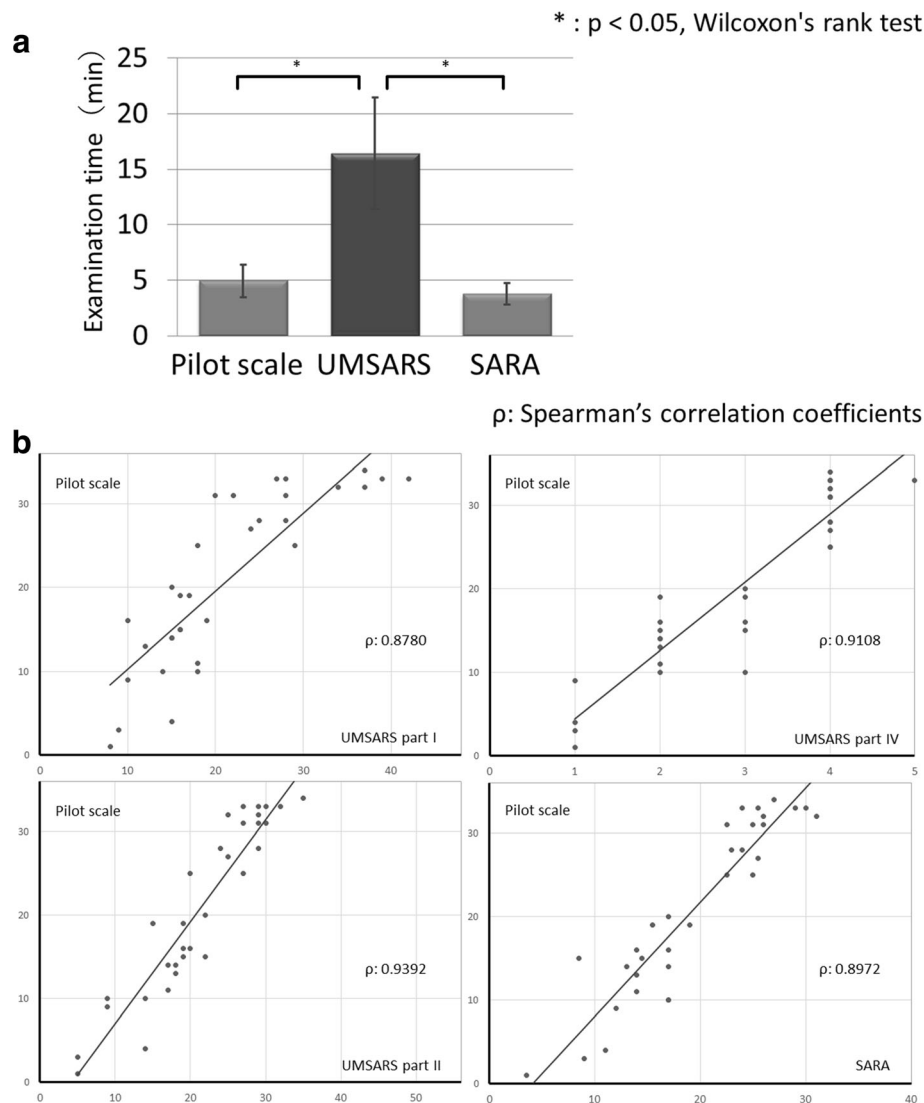 * : p < 0.05, Wilcoxon's rank test
a
Examination time (min)
25
20
15
10
5
0
*
*
Pilot scale UMSARS SARA
ρ: Spearman's correlation coefficients
b
Pilot scale
30
20
10
0
ρ: 0.8780
UMSARS part I
0 10 20 30 40
Pilot scale
30
20
10
0
ρ: 0.9108
UMSARS part IV
0 1 2 3 4 5
Pilot scale
30
20
10
0
ρ: 0.9392
UMSARS part II
0 10 20 30 40
Pilot scale
30
20
10
0
ρ: 0.8972
SARA
0 10 20 30 40